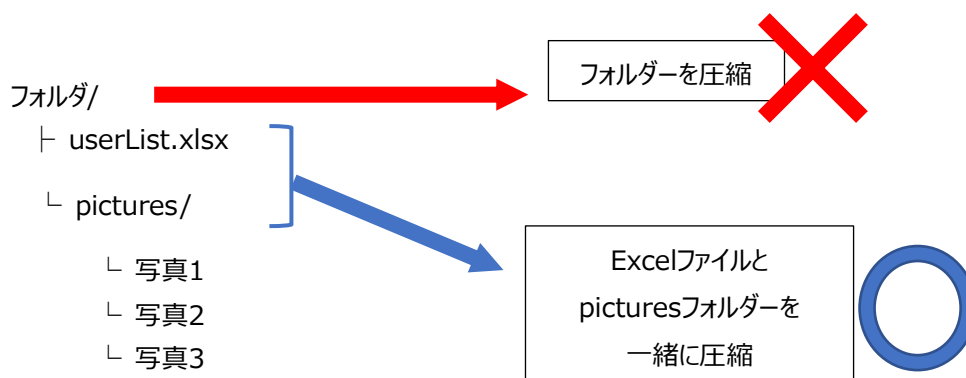 フォルダーを圧縮
フォルダ/
├ userList.xlsx
└ pictures/
└ 写真1
└ 写真2
└ 写真3
Excelファイルと
picturesフォルダーを
一緒に圧縮